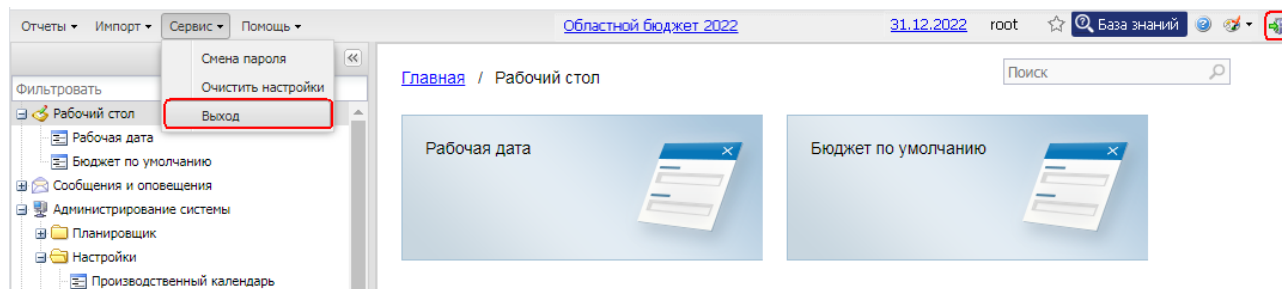 Отчеты Импорт Сервис Помощь Областной бюджет 2022 31.12.2022 root База знаний
Смена пароля
Очистить настройки
Выход
Фильтровать
Рабочий стол
Рабочая дата
Бюджет по умолчанию
Сообщения и оповещения
Администрирование системы
Планировщик
Настройки
Производственный календарь
Главная / Рабочий стол
Поиск
Рабочая дата
Бюджет по умолчанию